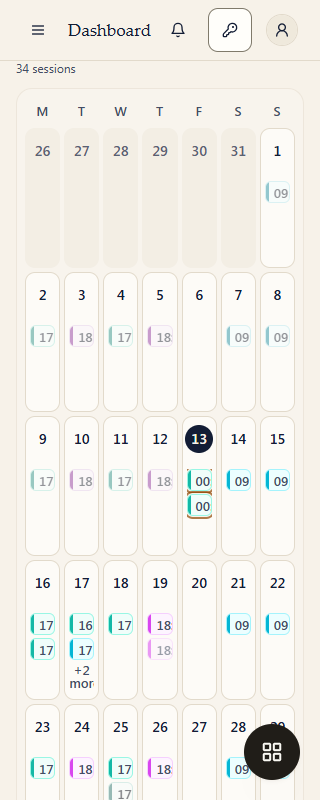 Dashboard
34 sessions
M T W T F S S
26 27 28 29 30 31 1
09
2 3 4 5 6 7 8
17 18 17 18 09 09
9 10 11 12 13 14 15
17 18 17 18 00 09 09
00
16 17 18 19 20 21 22
17 16 17 18 09 09
17 17 18
+2
mor
23 24 25 26 27 28
17 18 17 18 09
17